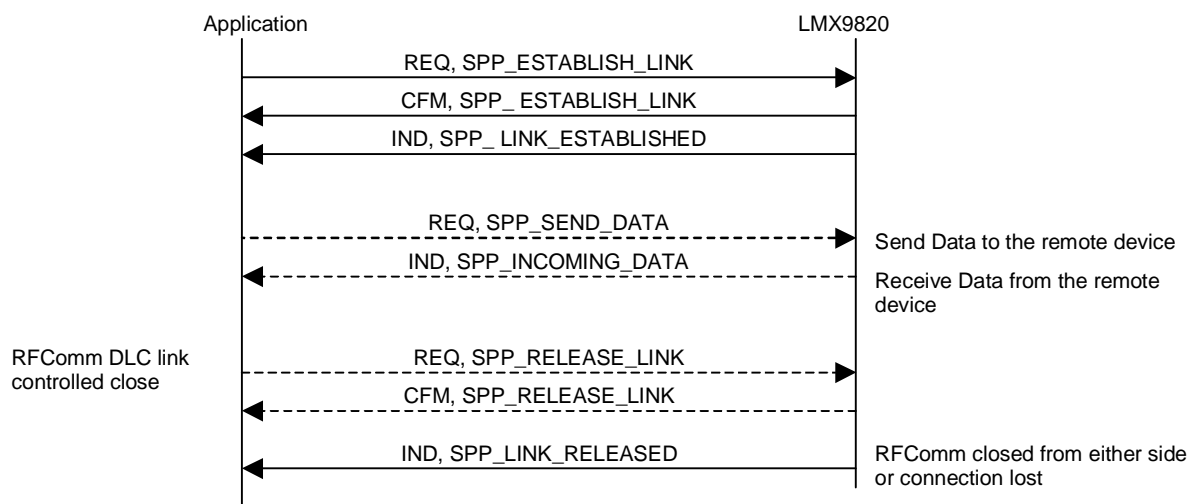 Application
LMX9820
REQ, SPP_ESTABLISH_LINK
CFM, SPP_ ESTABLISH_LINK
IND, SPP_ LINK_ESTABLISHED
REQ, SPP_SEND_DATA
Send Data to the remote device
IND, SPP_INCOMING_DATA
Receive Data from the remote
device
RFComm DLC link
controlled close
REQ, SPP_RELEASE_LINK
CFM, SPP_RELEASE_LINK
IND, SPP_LINK_RELEASED
RFComm closed from either side
or connection lost